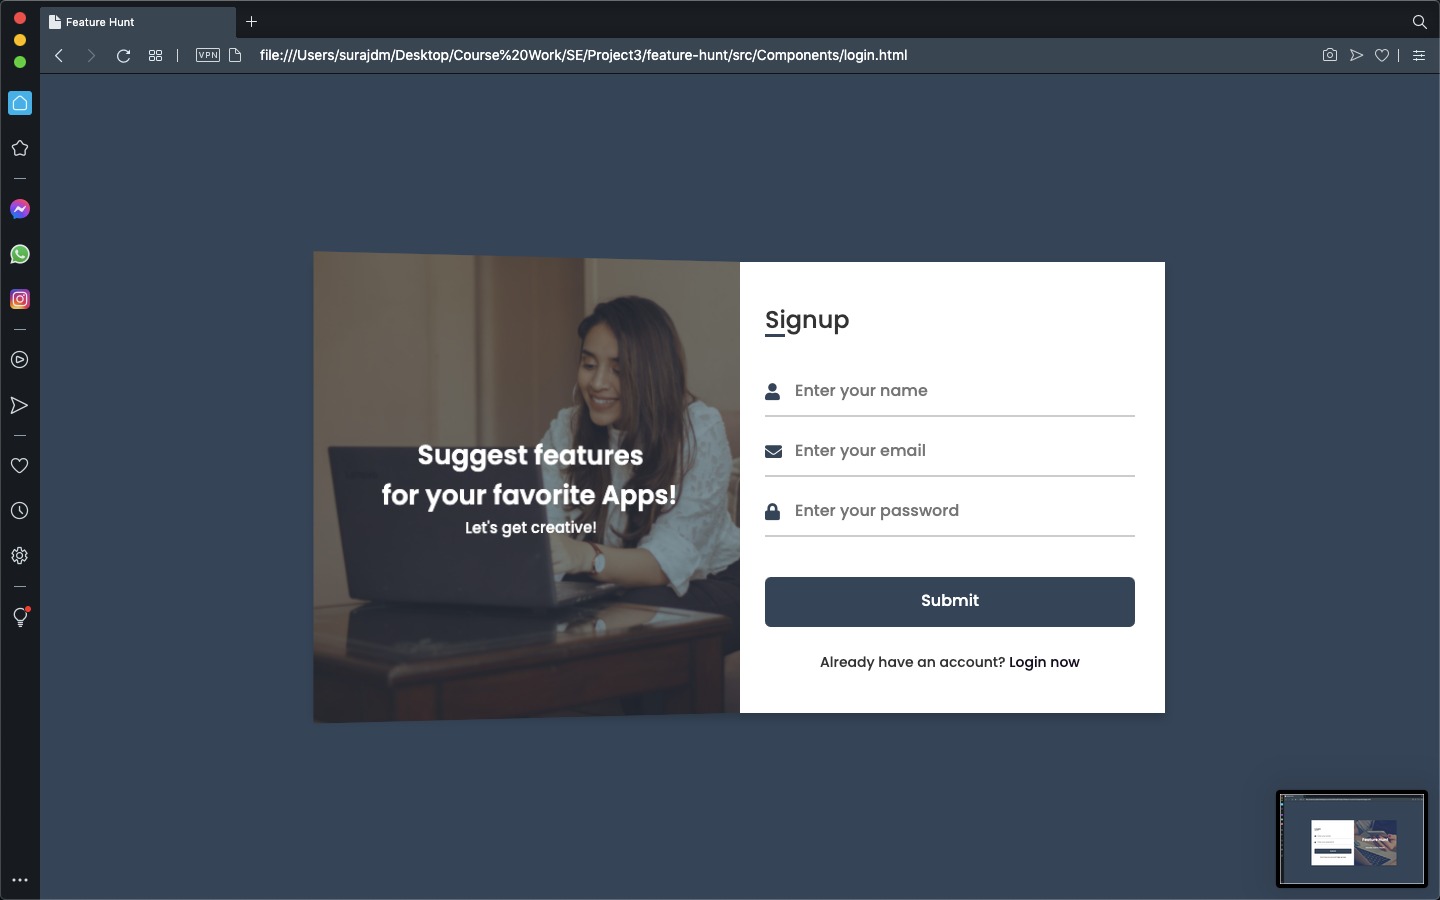 Feature Hunt
VPN
file:///Users/surajdm/Desktop/Course%20Work/SE/Project3/feature-hunt/src/Components/login.html
Suggest features
for your favorite Apps!
Let's get creative!
Signup
Enter your name
Enter your email
Enter your password
Submit
Already have an account? Login now
Feature Hunt